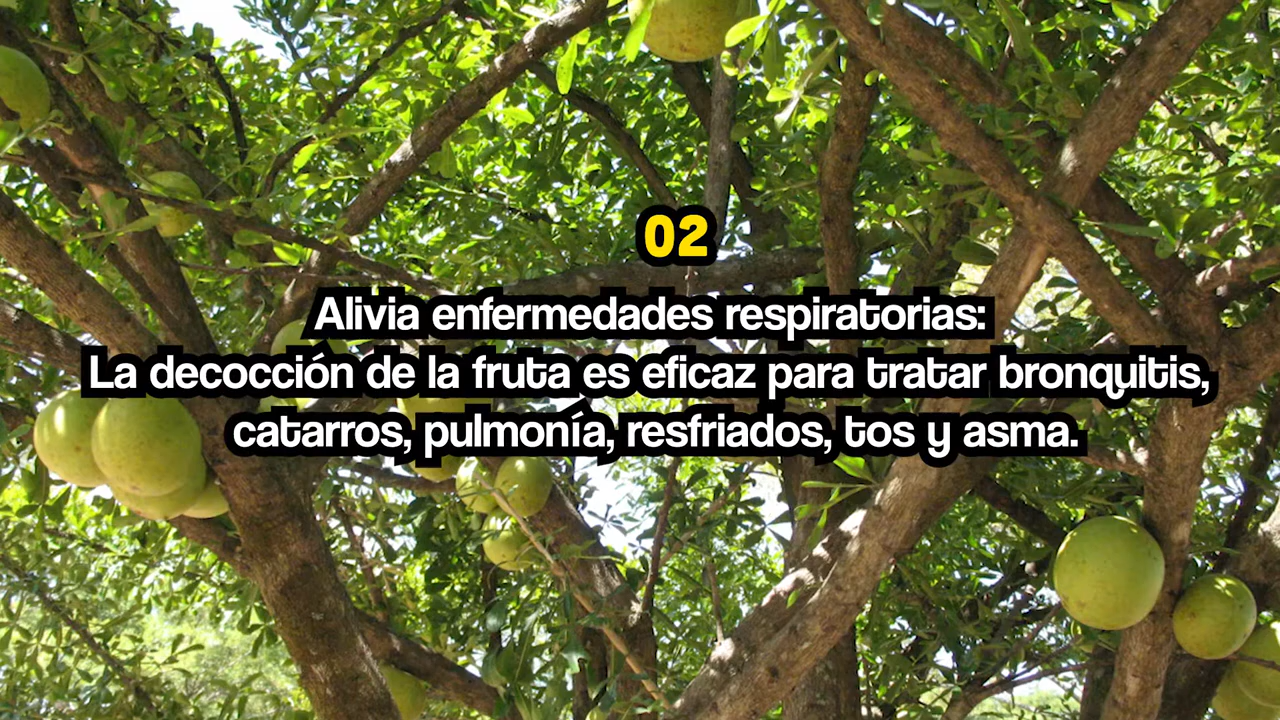 02
Alivia enfermedades respiratorias:
La decocción de la fruta es eficaz para tratar bronquitis,
catarros, pulmonía, resfriados, tos y asma.